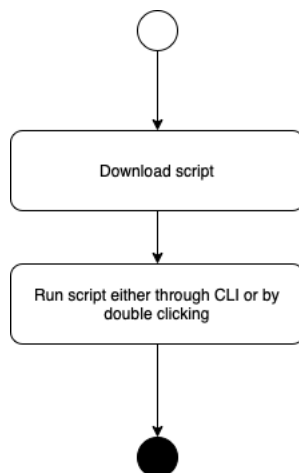 Download script
Run script either through CLI or by
double clicking